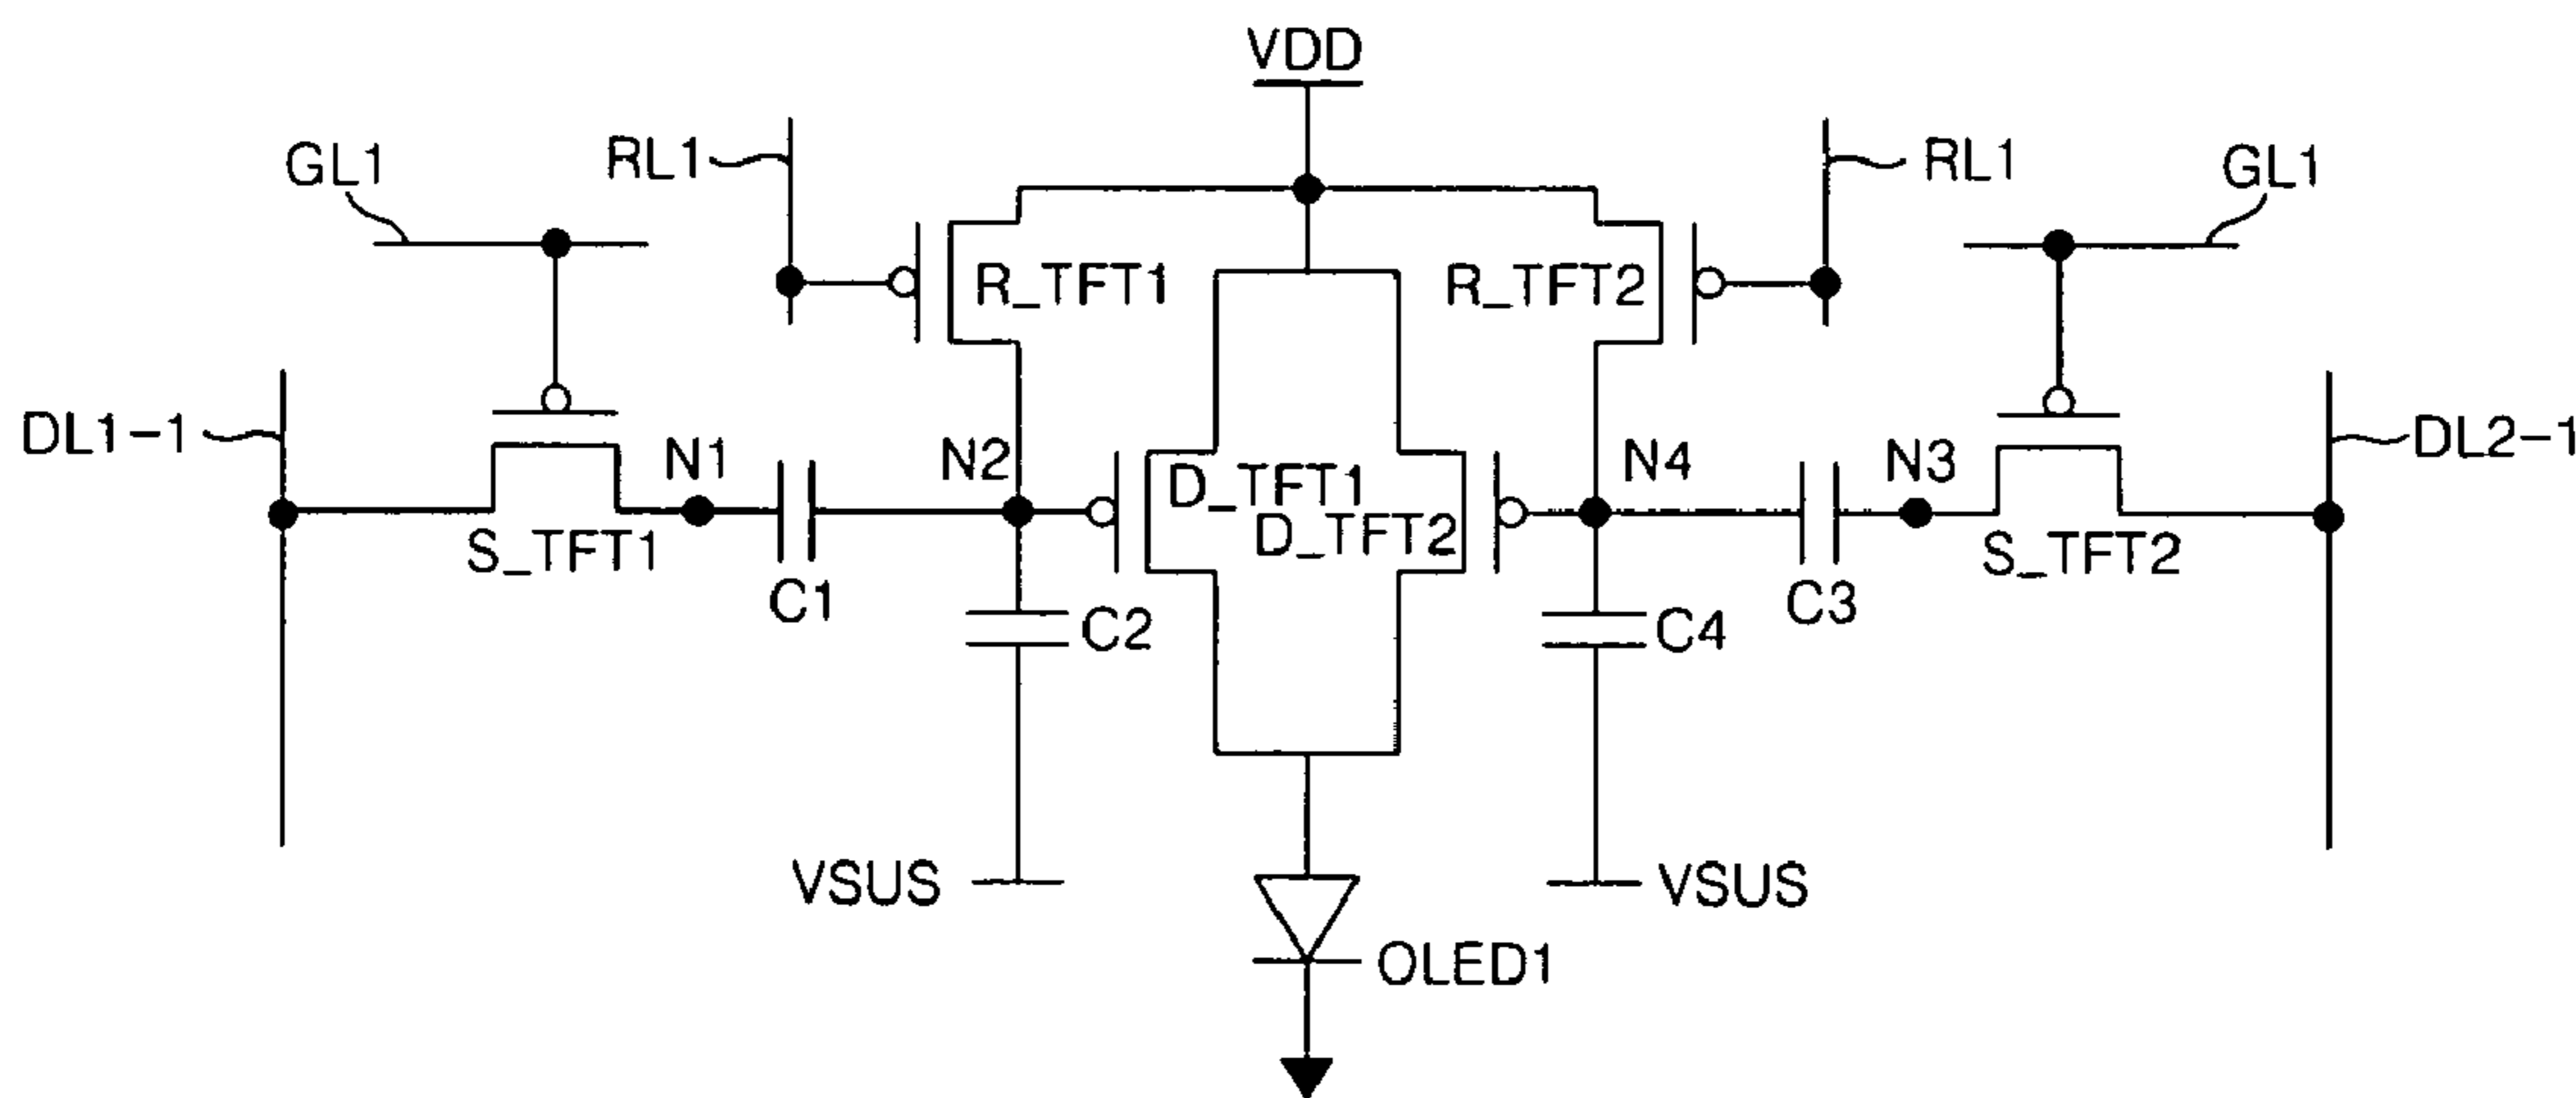 VDD
GL1
RL1
RL1
GL1
R_TFT1
R_TFT2
DL1-1
N1
N2
D_TFT1
N4
N3
DL2-1
S_TFT1
D_TFT2
S_TFT2
C1
C2
C4
C3
VSUS
VSUS
OLED1